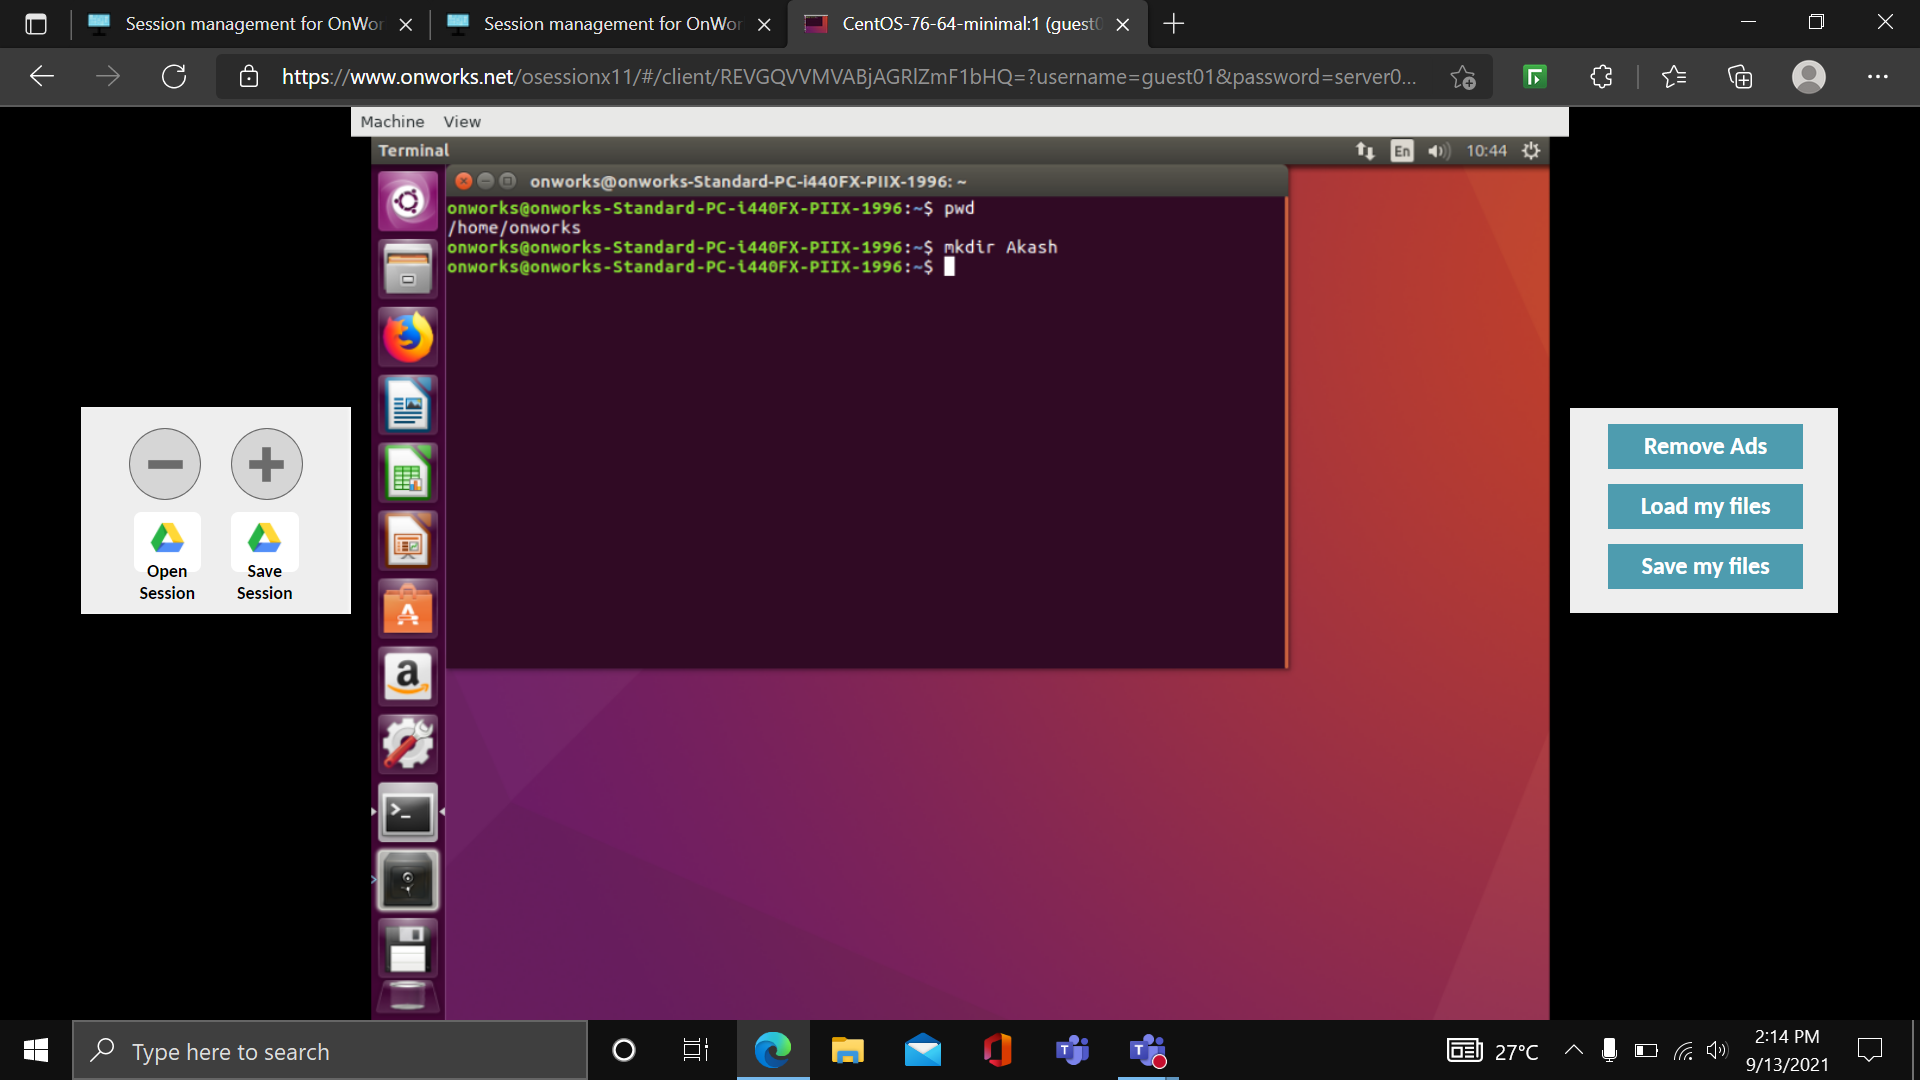 Session management for OnWor
Session management for OnWor
CentOS-76-64-minimal:1 (guest0
https://www.onworks.net/osessionx11/#/client/REVGQVVMVABjAGRlZmF1bHQ=?username=guest01&password=server0...
Machine View
Terminal
En
10:44
onworks@onworks-Standard-PC-i440FX-PIIX-1996: ~
onworks@onworks-Standard-PC-i440FX-PIIX-1996:~$ pwd
/home/onworks
onworks@onworks-Standard-PC-i440FX-PIIX-1996:~$ mkdir Akash
onworks@onworks-Standard-PC-i440FX-PIIX-1996:~$
Open
Session
Save
Session
Remove Ads
Load my files
Save my files
Type here to search
27°C
2:14 PM
9/13/2021